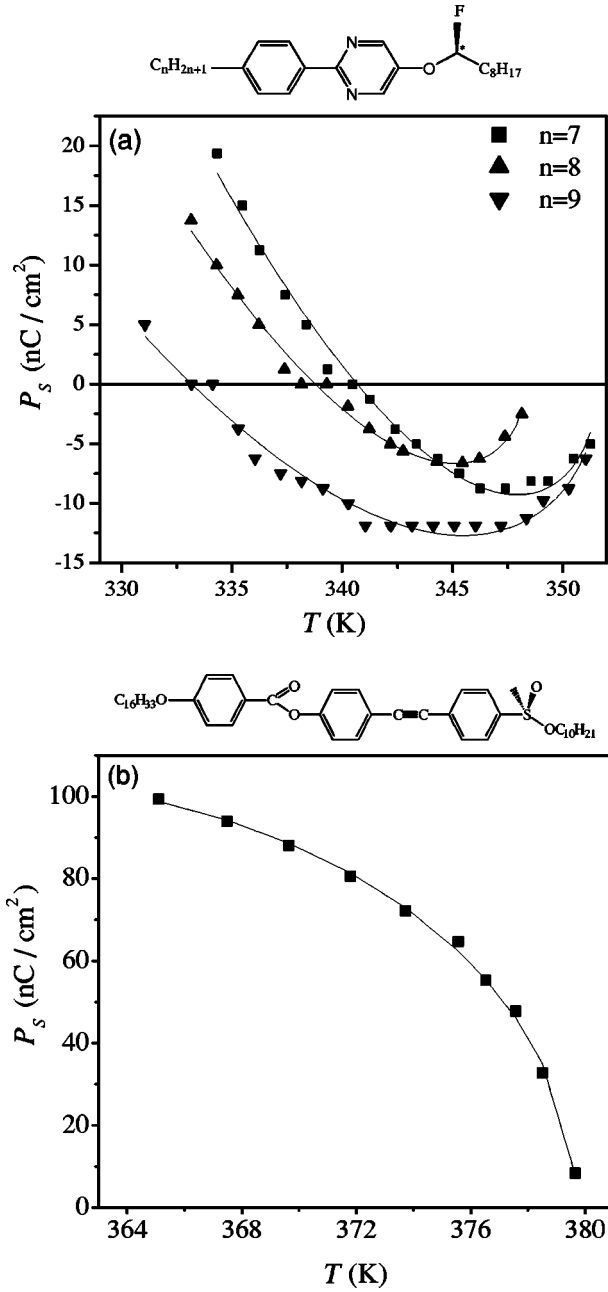 F
CnH2n+1
N
N
O
*
C8H17
(a)
n=7
n=8
n=9
20
15
10
5
0
-5
-10
-15
Ps (nC / cm2)
330
335
340
345
350
T (K)
C16H33O
C
O
O
C
C
S
O
OC10H21
(b)
100
80
60
40
20
0
Ps (nC / cm2)
364
368
372
376
380
T (K)